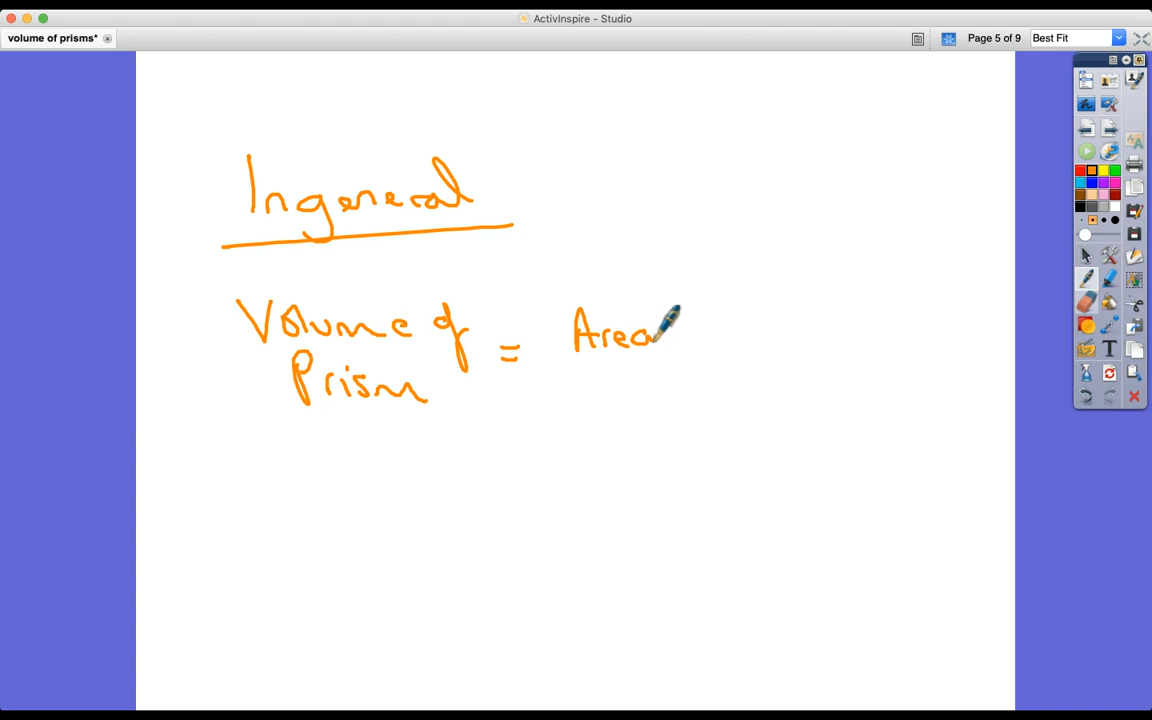 ActivInspire - Studio
volume of prisms*
Page 5 of 9
Best Fit
In general
Volume of
Prism
= Area